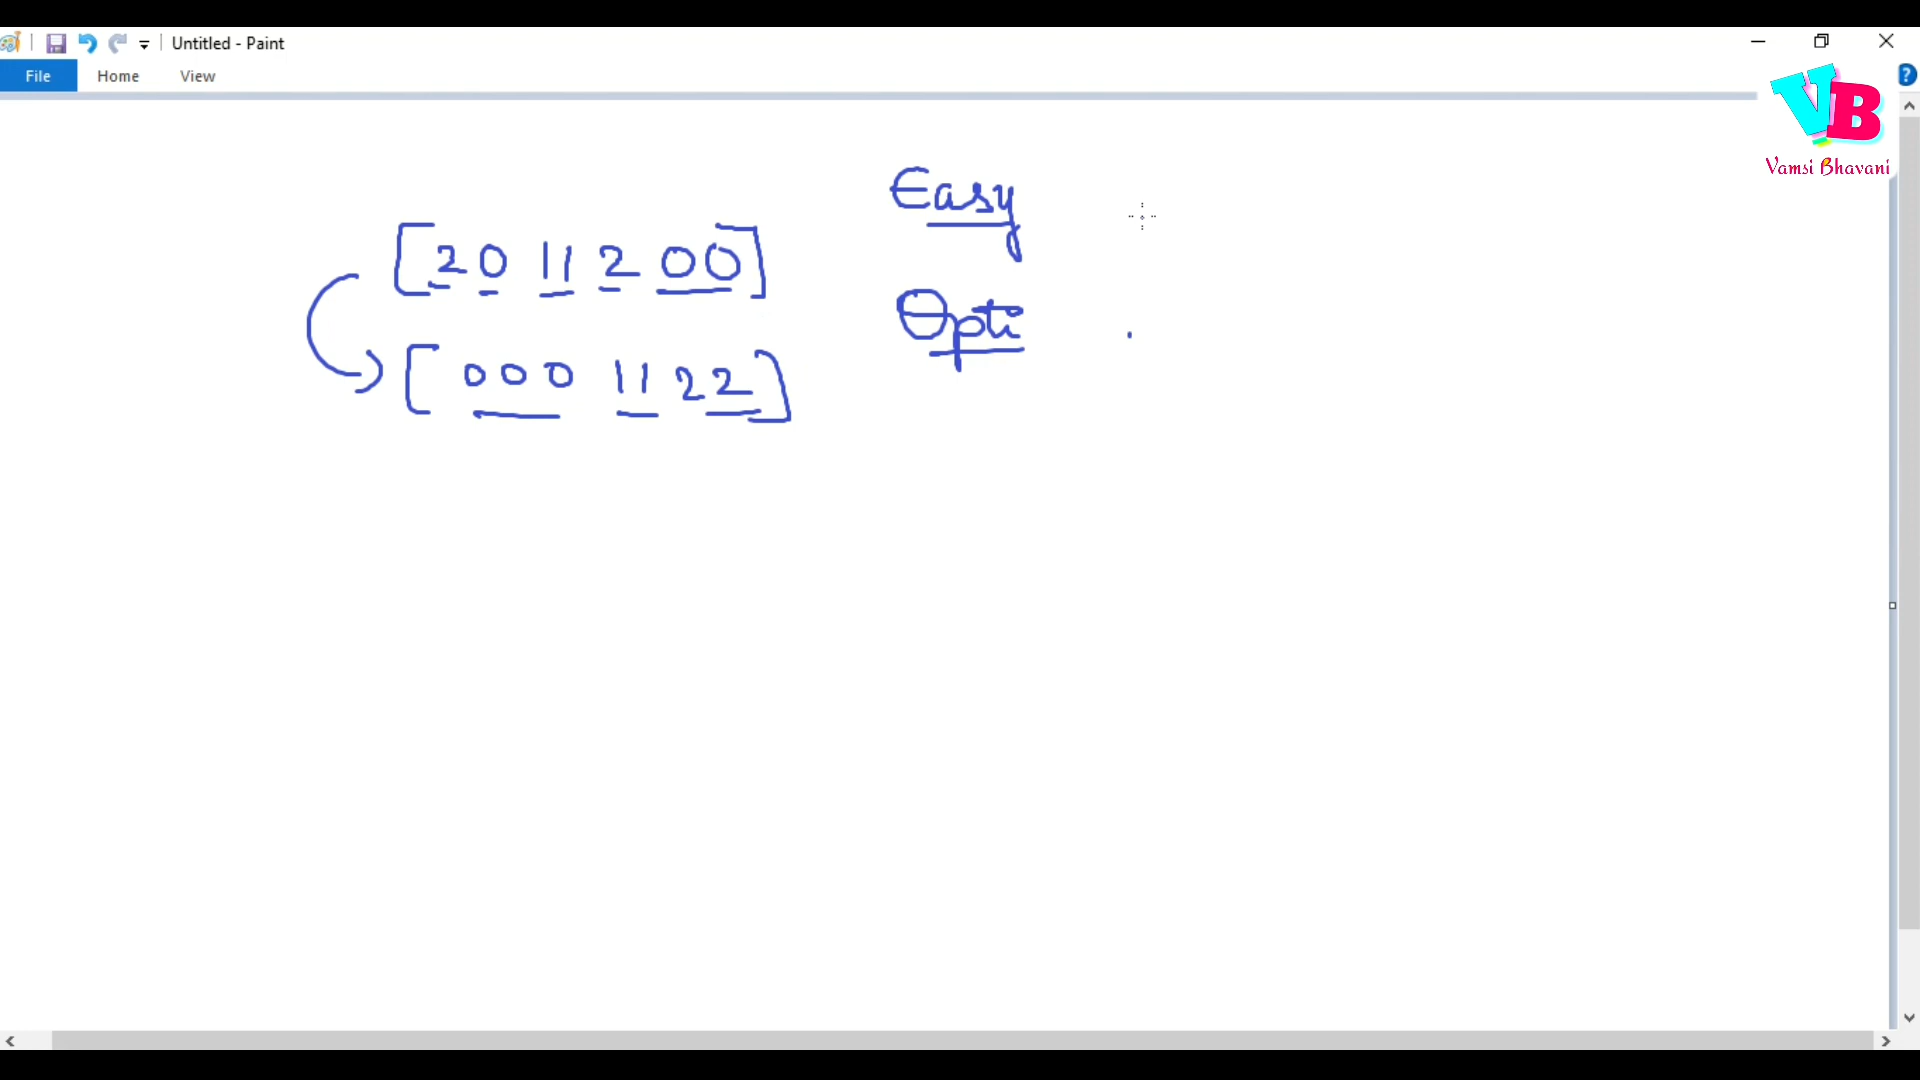 Untitled - Paint
File Home View
VB
Vamsi Bhavani
Easy
[2 0 1 1 2 0 0]
Opti
[0 0 0 1 1 2 2]